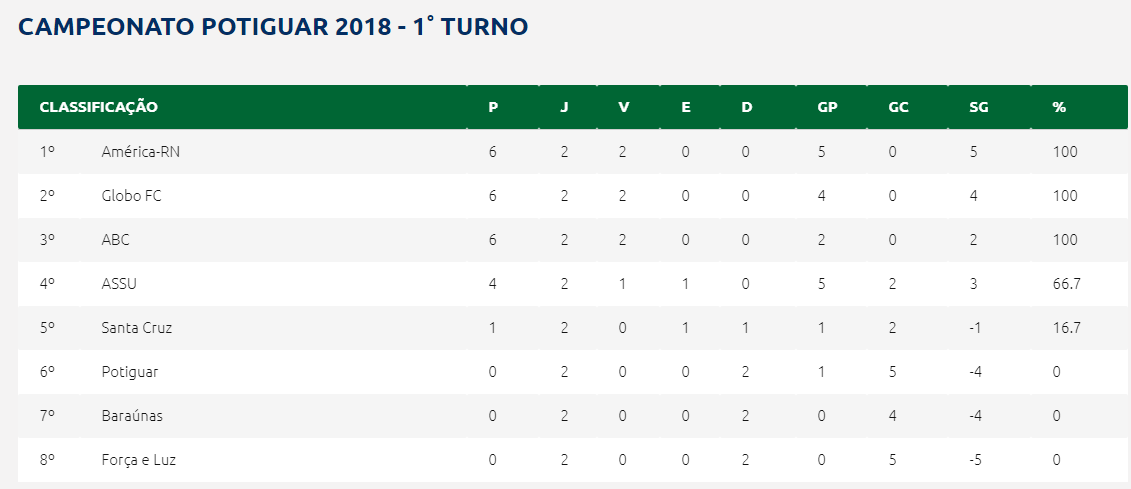 CAMPEONATO POTIGUAR 2018 - 1° TURNO
CLASSIFICAÇÃO P J V E D GP GC SG %
1º América-RN 6 2 2 0 0 5 0 5 100
2º Globo FC 6 2 2 0 0 4 0 4 100
3º ABC 6 2 2 0 0 2 0 2 100
4º ASSU 4 2 1 1 0 5 2 3 66.7
5º Santa Cruz 1 2 0 1 1 1 2 -1 16.7
6º Potiguar 0 2 0 0 2 1 5 -4 0
7º Baraúnas 0 2 0 0 2 0 4 -4 0
8º Força e Luz 0 2 0 0 2 0 5 -5 0